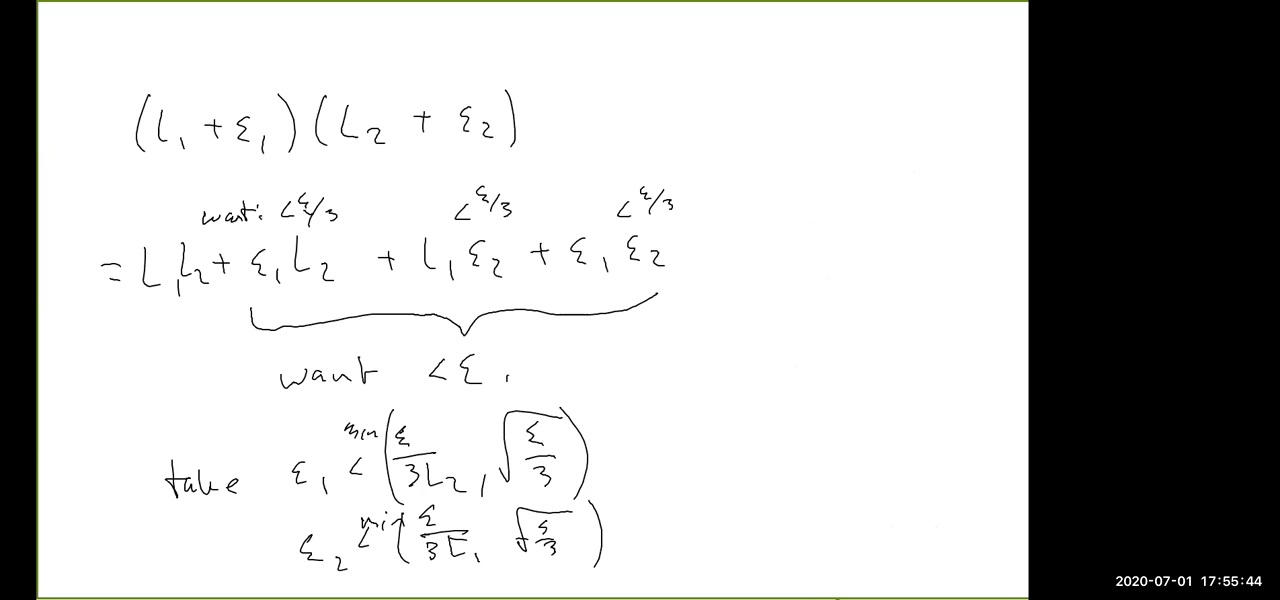 (L₁ + ε₁)(L₂ + ε₂)
want: < ε/3 < ε/3 < ε/3
= L₁L₂ + ε₁L₂ + L₁ε₂ + ε₁ε₂
want < ε.
take ε₁ < min(ε/3L₂, √(ε/3))
ε₂ < min(ε/3L₁, √(ε/3))
2020-07-01 17:55:44